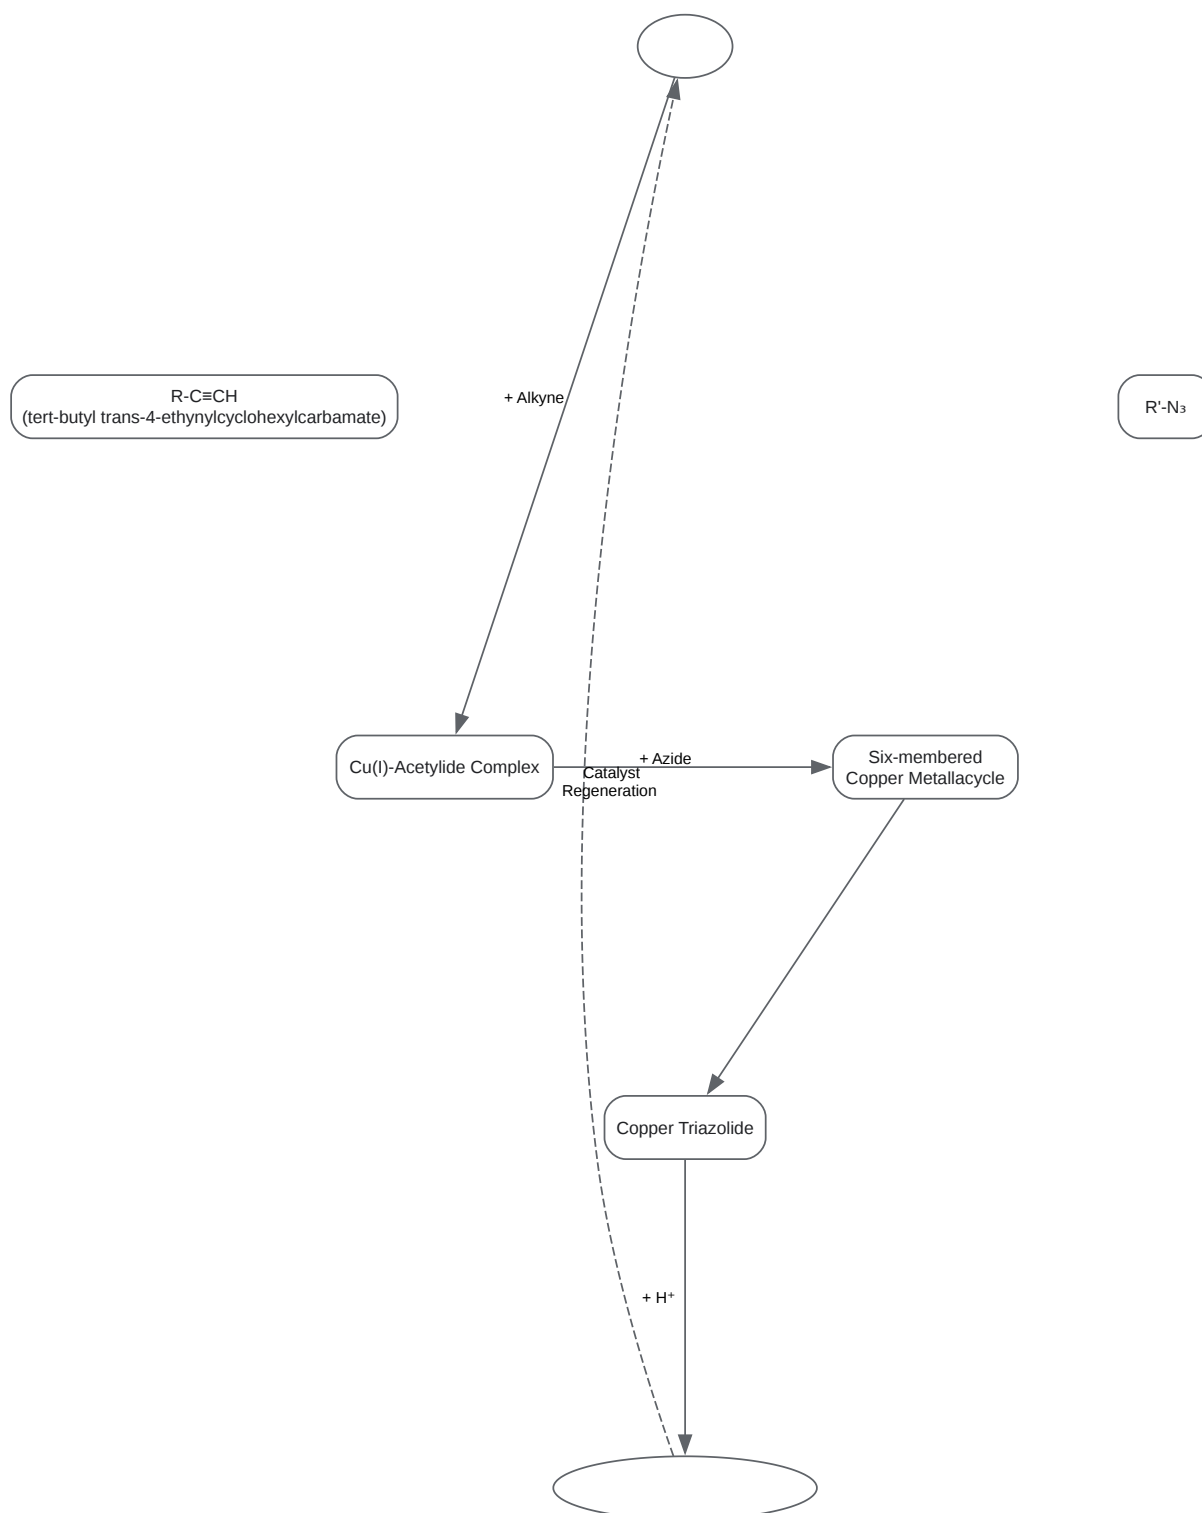 R-C≡CH
(tert-butyl trans-4-ethynylcyclohexylcarbamate)
+ Alkyne
R'-N₃
Cu(I)-Acetylide Complex
+ Azide
Catalyst
Regeneration
Six-membered
Copper Metallacycle
Copper Triazolide
+ H⁺